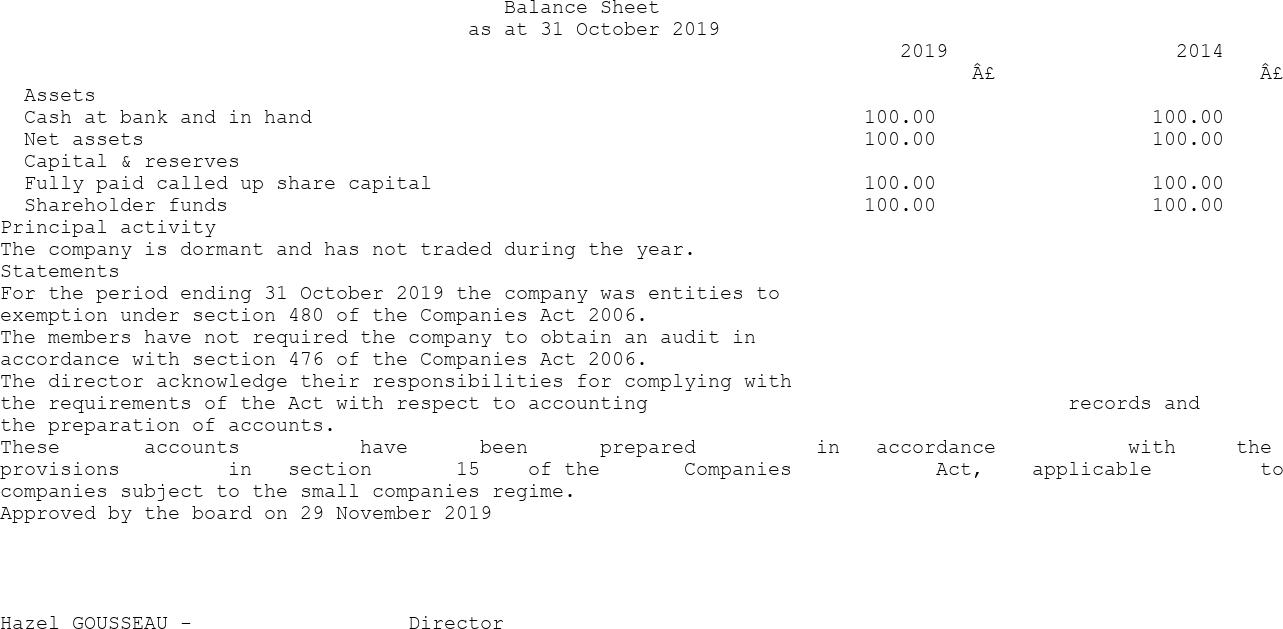 Balance Sheet
as at 31 October 2019
2019 2014
Â£ Â£
Assets
Cash at bank and in hand 100.00 100.00
Net assets 100.00 100.00
Capital & reserves
Fully paid called up share capital 100.00 100.00
Shareholder funds 100.00 100.00
Principal activity
The company is dormant and has not traded during the year.
Statements
For the period ending 31 October 2019 the company was entities to
exemption under section 480 of the Companies Act 2006.
The members have not required the company to obtain an audit in
accordance with section 476 of the Companies Act 2006.
The director acknowledge their responsibilities for complying with
the requirements of the Act with respect to accounting records and
the preparation of accounts.
These accounts have been prepared in accordance with the
provisions in section 15 of the Companies Act, applicable to
companies subject to the small companies regime.
Approved by the board on 29 November 2019
Hazel GOUSSEAU - Director